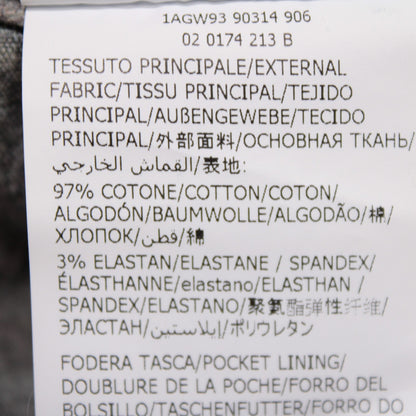 1AGW93 90314 906
02 0174 213 B
TESSUTO PRINCIPALE/EXTERNAL
FABRIC/TISSU PRINCIPAL/TEJIDO
PRINCIPAL/AUßENGEWEBE/TECIDO
PRINCIPAL/外部面料/ОСНОВНАЯ ТКАНЬ/
القماش الخارجي/表地:
97% COTONE/COTTON/COTON/
ALGODÓN/BAUMWOLLE/ALGODÃO/棉/
ХЛОПОК/قطن/綿
3% ELASTAN/ELASTANE / SPANDEX/
ÉLASTHANNE/elastano/ELASTHAN /
SPANDEX/ELASTANO/聚氨酯弹性纤维/
ЭЛАСТАН/إيلاستين/ポリウレタン
FODERA TASCA/POCKET LINING/
DOUBLURE DE LA POCHE/FORRO DEL
BOLSILLO/TASCHENFUTTER/FORRO DO